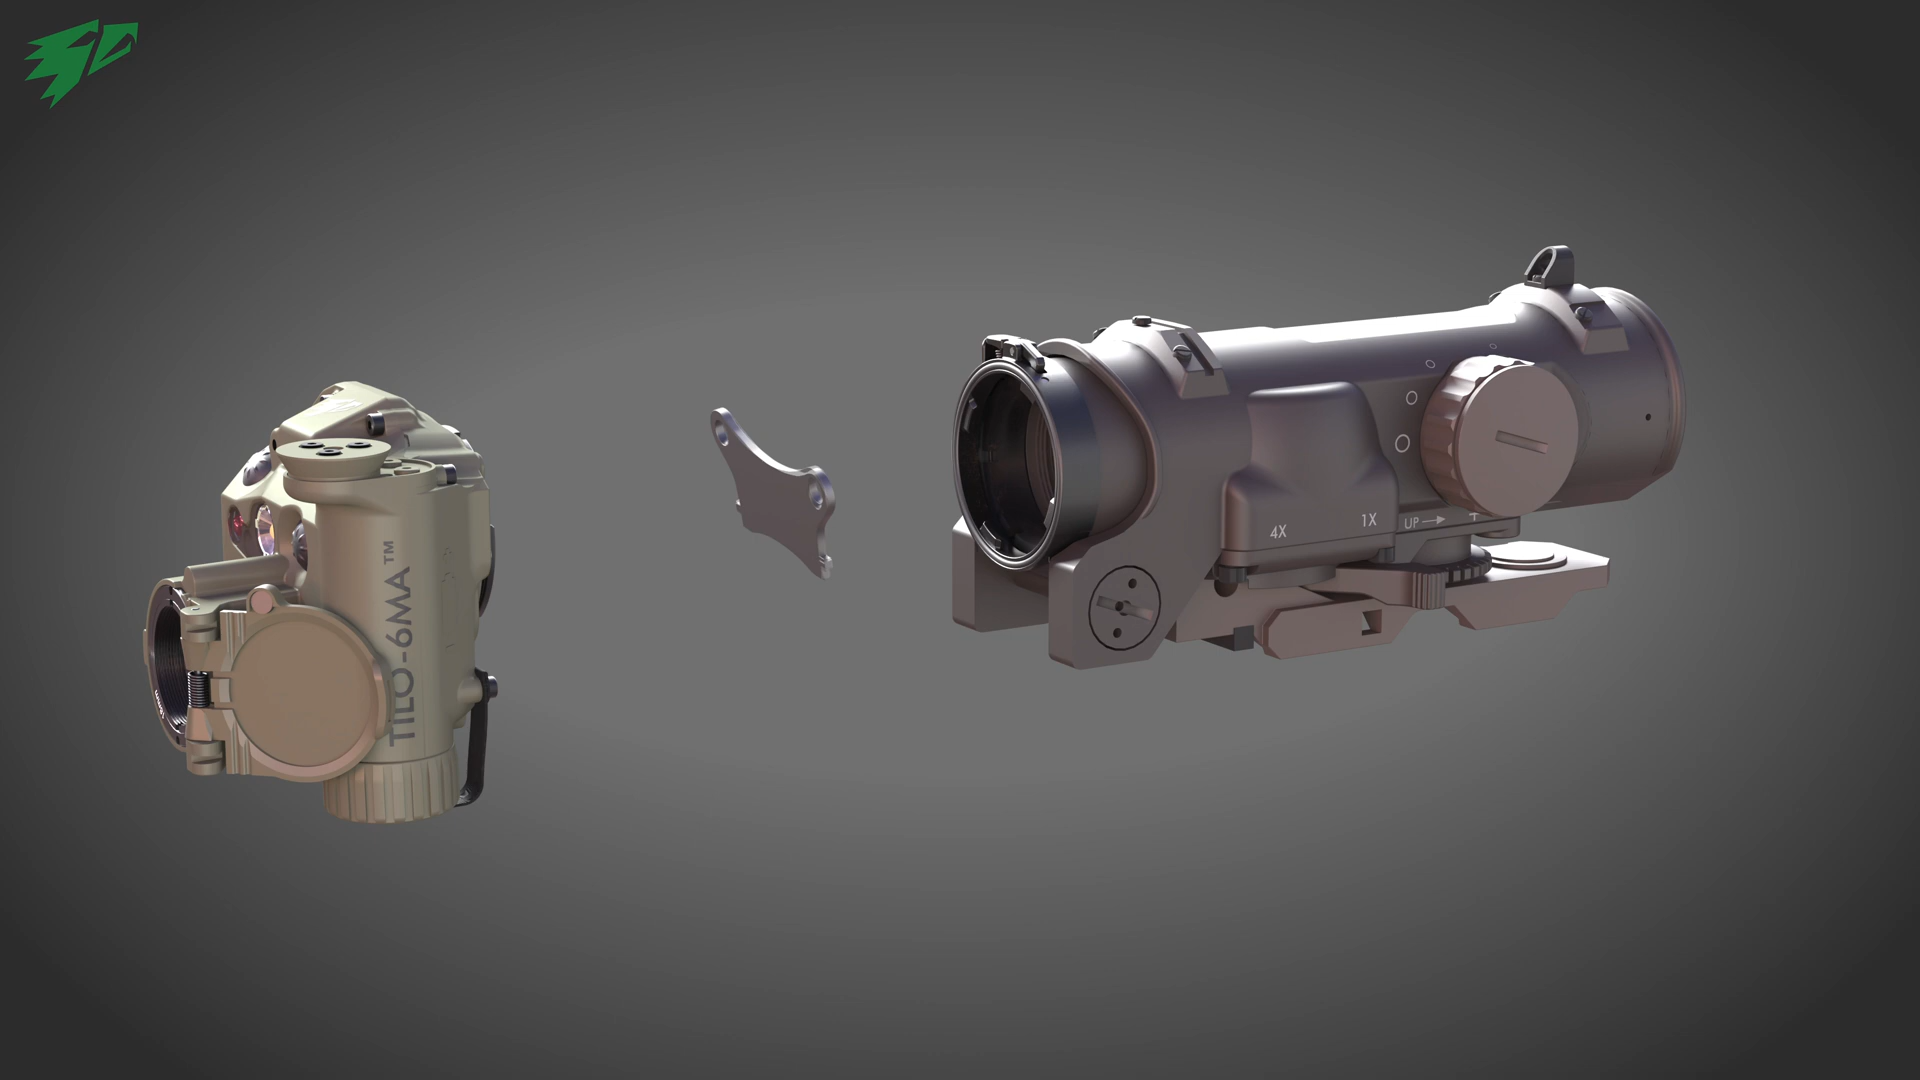 TILO-6MA™
4X
1X
UP →
+